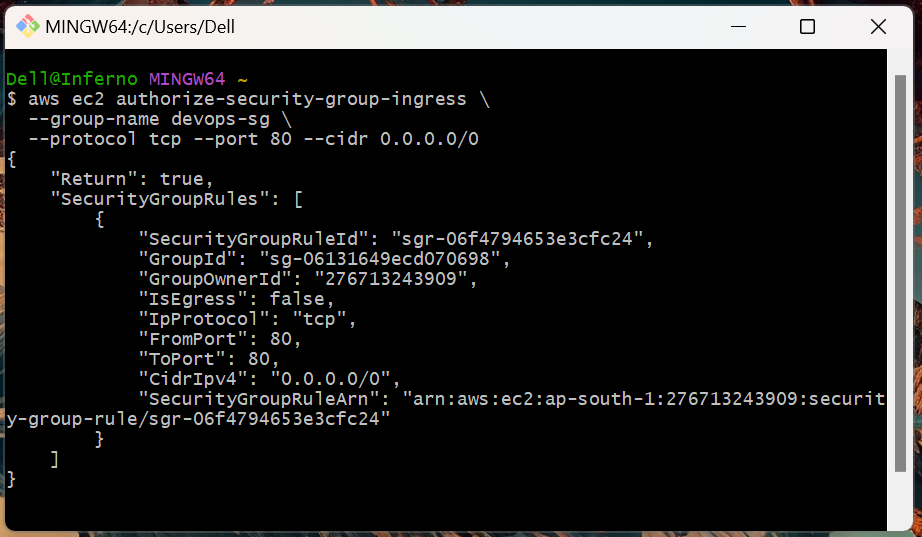 MINGW64:/c/Users/Dell
Dell@Inferno MINGW64 ~
$ aws ec2 authorize-security-group-ingress \
  --group-name devops-sg \
  --protocol tcp --port 80 --cidr 0.0.0.0/0
{
    "Return": true,
    "SecurityGroupRules": [
        {
            "SecurityGroupRuleId": "sgr-06f4794653e3cfc24",
            "GroupId": "sg-06131649ecd070698",
            "GroupOwnerId": "276713243909",
            "IsEgress": false,
            "IpProtocol": "tcp",
            "FromPort": 80,
            "ToPort": 80,
            "CidrIpv4": "0.0.0.0/0",
            "SecurityGroupRuleArn": "arn:aws:ec2:ap-south-1:276713243909:securit
y-group-rule/sgr-06f4794653e3cfc24"
        }
    ]
}